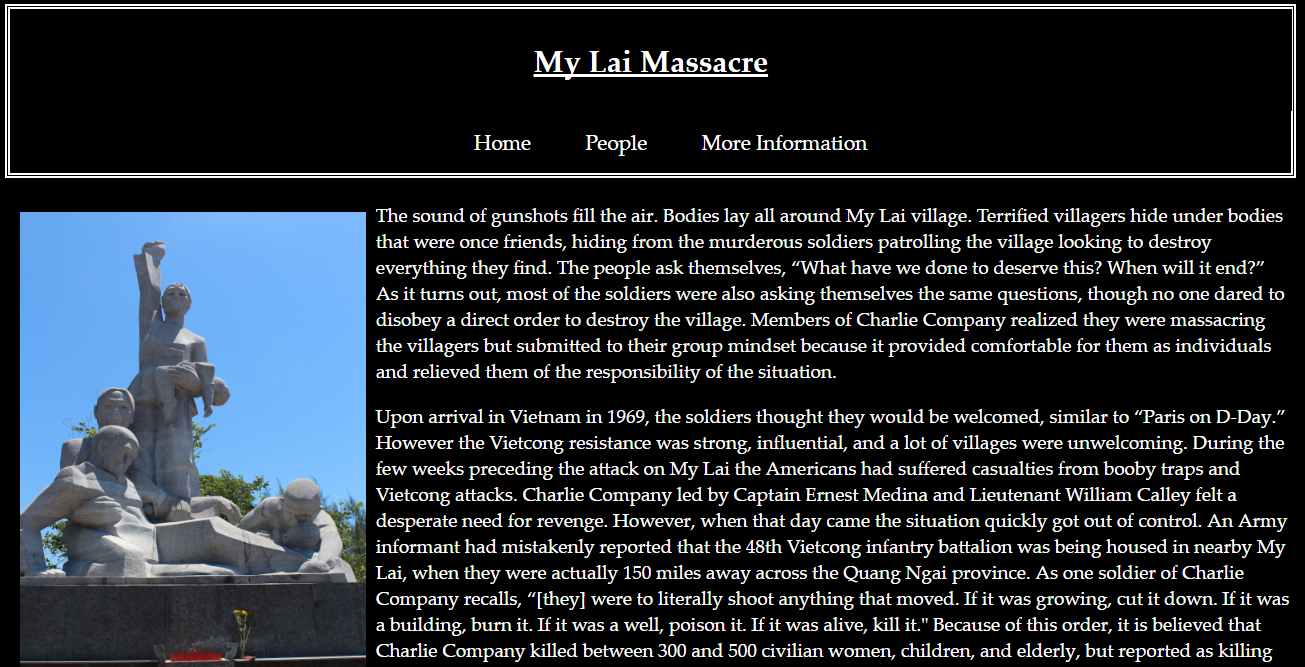 My Lai Massacre
Home People More Information
The sound of gunshots fill the air. Bodies lay all around My Lai village. Terrified villagers hide under bodies
that were once friends, hiding from the murderous soldiers patrolling the village looking to destroy
everything they find. The people ask themselves, “What have we done to deserve this? When will it end?”
As it turns out, most of the soldiers were also asking themselves the same questions, though no one dared to
disobey a direct order to destroy the village. Members of Charlie Company realized they were massacring
the villagers but submitted to their group mindset because it provided comfortable for them as individuals
and relieved them of the responsibility of the situation.
Upon arrival in Vietnam in 1969, the soldiers thought they would be welcomed, similar to “Paris on D-Day.”
However the Vietcong resistance was strong, influential, and a lot of villages were unwelcoming. During the
few weeks preceding the attack on My Lai the Americans had suffered casualties from booby traps and
Vietcong attacks. Charlie Company led by Captain Ernest Medina and Lieutenant William Calley felt a
desperate need for revenge. However, when that day came the situation quickly got out of control. An Army
informant had mistakenly reported that the 48th Vietcong infantry battalion was being housed in nearby My
Lai, when they were actually 150 miles away across the Quang Ngai province. As one soldier of Charlie
Company recalls, “[they] were to literally shoot anything that moved. If it was growing, cut it down. If it was
a building, burn it. If it was a well, poison it. If it was alive, kill it." Because of this order, it is believed that
Charlie Company killed between 300 and 500 civilian women, children, and elderly, but reported as killing